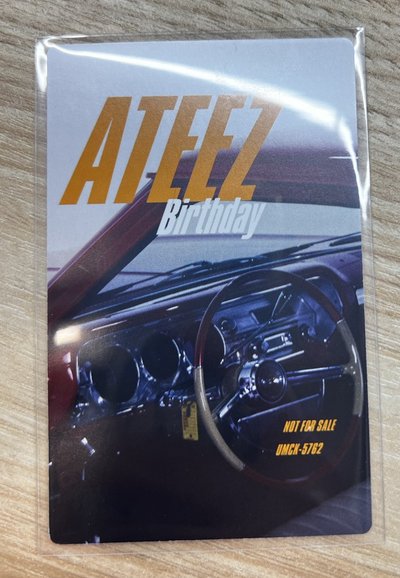 ATEEZ
Birthday
NOT FOR SALE
UMCK-5762